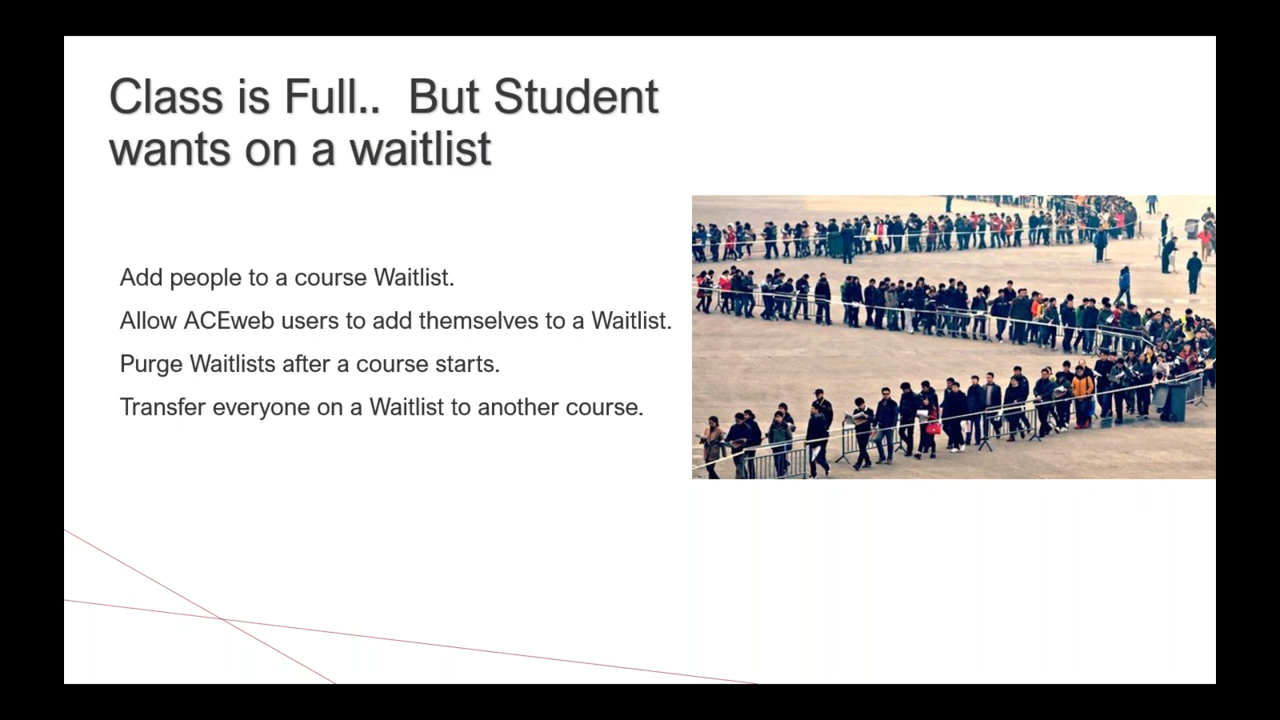 Class is Full.. But Student
wants on a waitlist
Add people to a course Waitlist.
Allow ACEweb users to add themselves to a Waitlist.
Purge Waitlists after a course starts.
Transfer everyone on a Waitlist to another course.